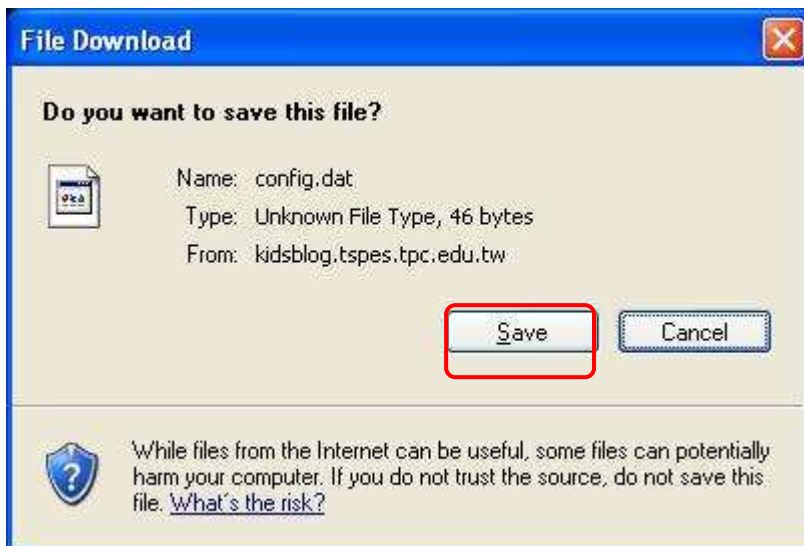 File Download
Do you want to save this file?
Name: config.dat
Type: Unknown File Type, 46 bytes
From: kidsblog.tspes.tpc.edu.tw
Save Cancel
While files from the Internet can be useful, some files can potentially
harm your computer. If you do not trust the source, do not save this
file. What's the risk?